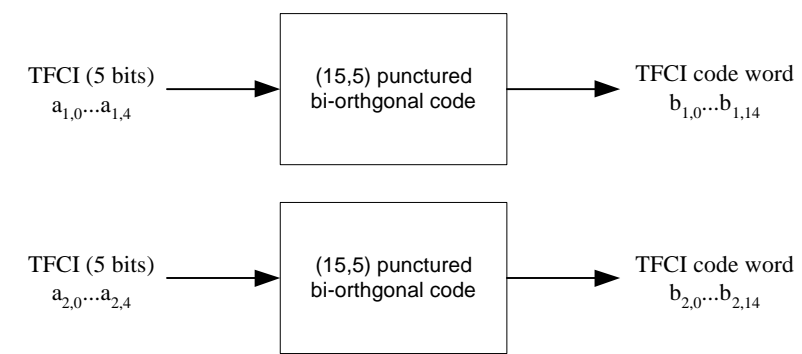 TFCI (5 bits)
a1,0...a1,4
(15,5) punctured
bi-orthgonal code
TFCI code word
b1,0...b1,14
TFCI (5 bits)
a2,0...a2,4
(15,5) punctured
bi-orthgonal code
TFCI code word
b2,0...b2,14